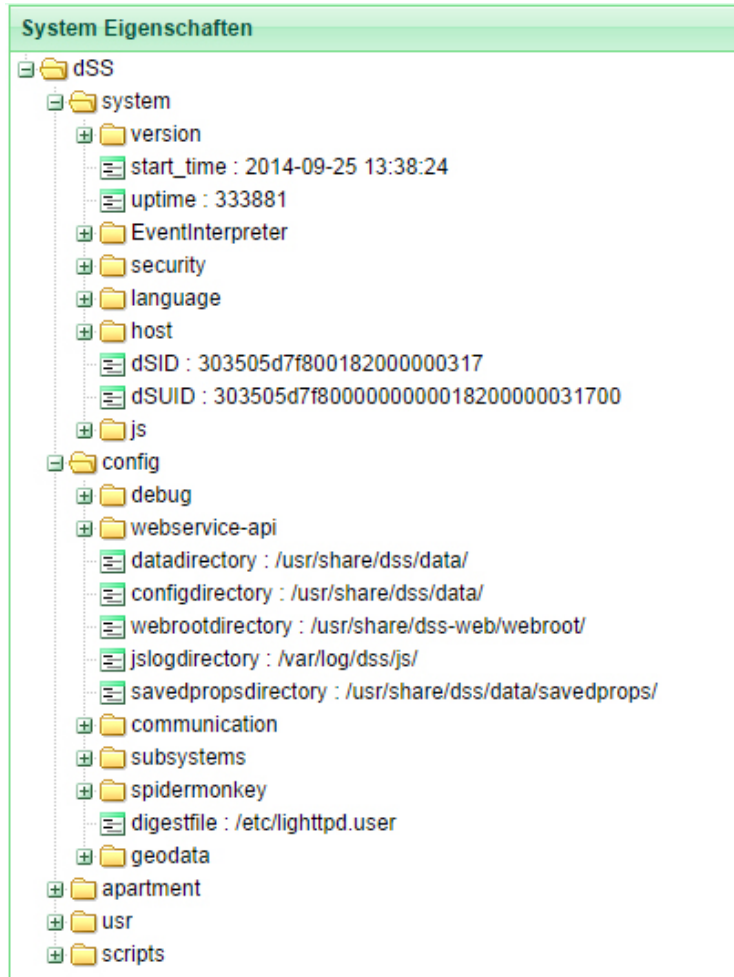 System Eigenschaften
dSS
system
version
start_time : 2014-09-25 13:38:24
uptime : 333881
EventInterpreter
security
language
host
dSID : 303505d7f800182000000317
dSUID : 303505d7f80000000000182000000031700
js
config
debug
webservice-api
datadirectory : /usr/share/dss/data/
configdirectory : /usr/share/dss/data/
webrootdirectory : /usr/share/dss-web/webroot/
jslogdirectory : /var/log/dss/js/
savedpropsdirectory : /usr/share/dss/data/savedprops/
communication
subsystems
spidermonkey
digestfile : /etc/lighttpd.user
geodata
apartment
usr
scripts